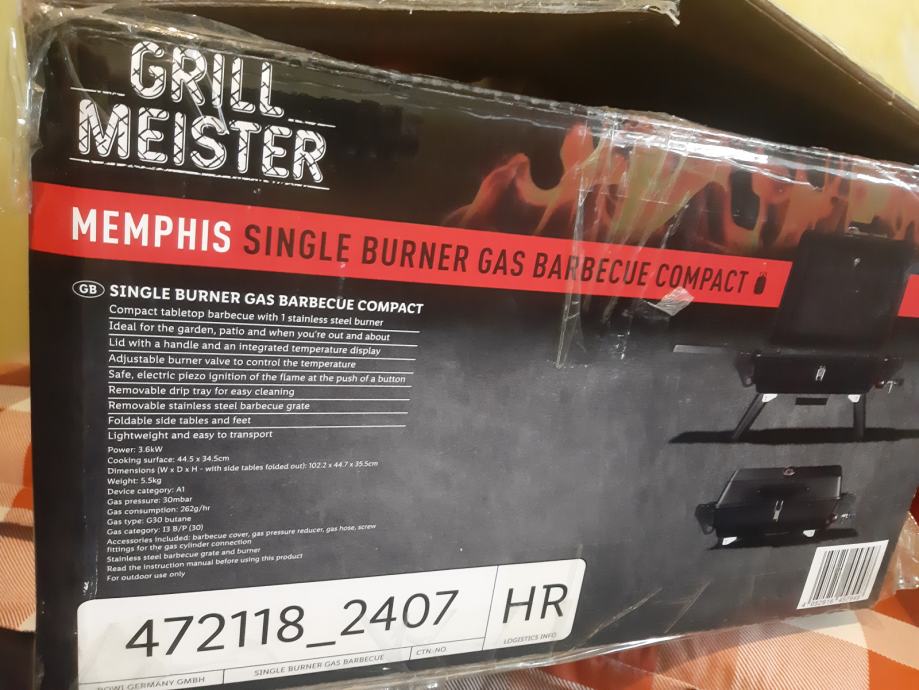 GRILL
MEISTER
MEMPHIS SINGLE BURNER GAS BARBECUE COMPACT
GB SINGLE BURNER GAS BARBECUE COMPACT
Compact tabletop barbecue with 1 stainless steel burner
Ideal for the garden, patio and when you're out and about
Lid with a handle and an integrated temperature display
Adjustable burner valve to control the temperature
Safe, electric piezo ignition of the flame at the push of a button
Removable drip tray for easy cleaning
Removable stainless steel barbecue grate
Foldable side tables and feet
Lightweight and easy to transport
Power: 3.6kW
Cooking surface: 44.5 x 34.5cm
Dimensions (W x D x H - with side tables folded out): 102.2 x 44.7 x 35.5cm
Weight: 5.5kg
Device category: A1
Gas pressure: 30mbar
Gas consumption: 262g/hr
Gas type: G30 butane
Gas category: I3 B/P (30)
Accessories included: barbecue cover, gas pressure reducer, gas hose, screw
fittings for the gas cylinder connection
Stainless steel barbecue grate and burner
Read the instruction manual before using this product
For outdoor use only
472118_2407 HR
LOGISTICS INFO
GERMANY GMBH SINGLE BURNER GAS BARBECUE CTN.-NO